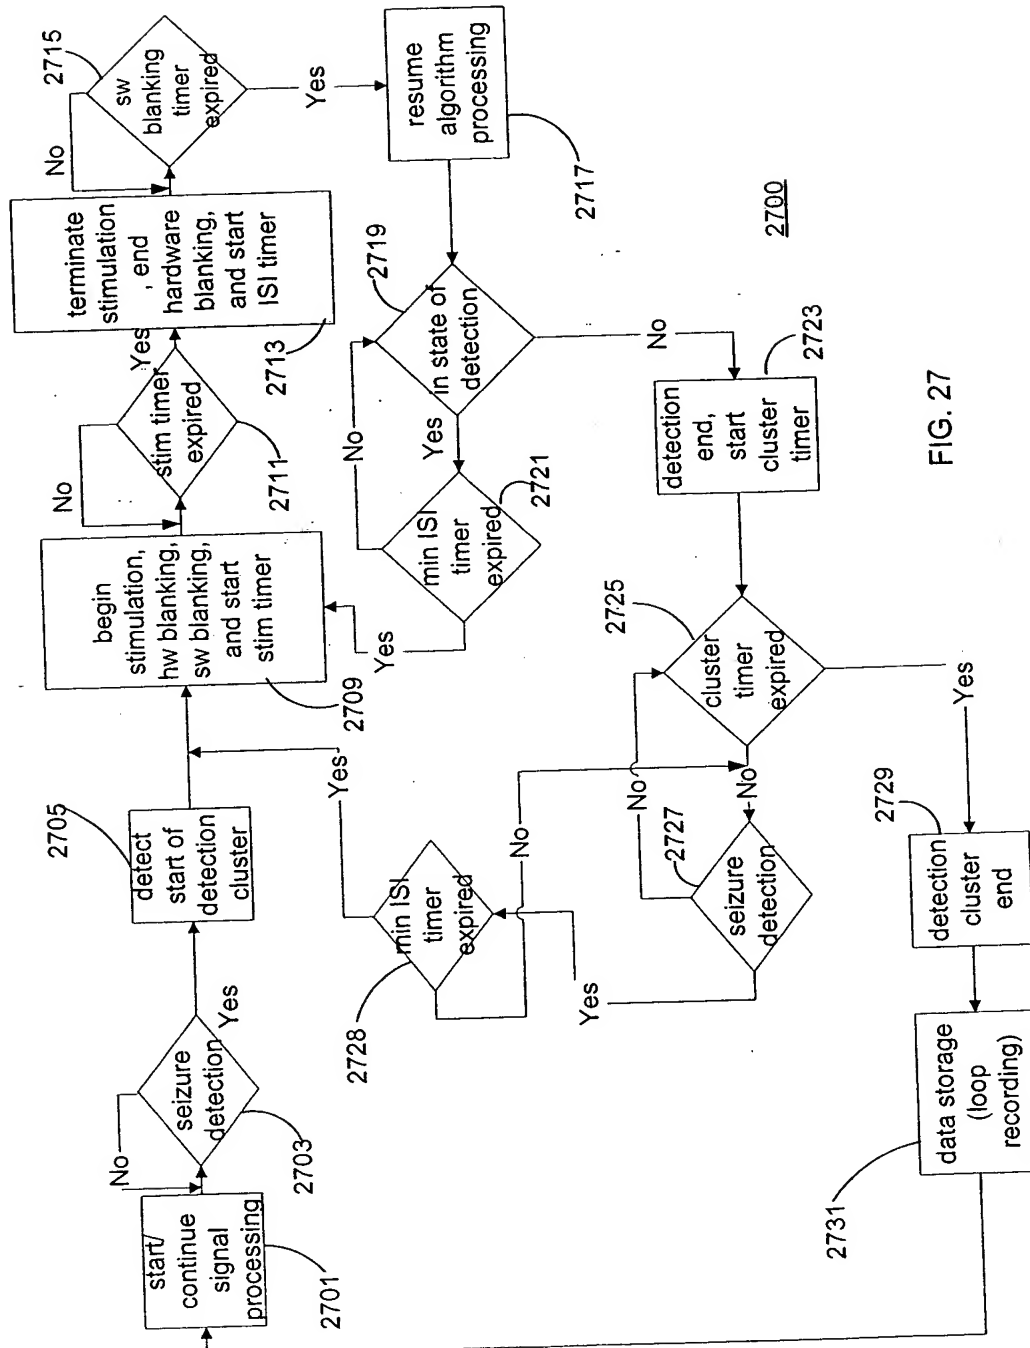 start/
continue
signal
processing
2701
No
seizure
detection
2703
Yes
detect
start of
detection
cluster
2705
begin
stimulation,
hw blanking,
sw blanking,
and start
stim timer
2709
No
stim timer
expired
2711
Yes
terminate
stimulation
, end
hardware
blanking,
and start
ISI timer
2713
No
sw
blanking
timer
expired
2715
Yes
resume
algorithm
processing
2717
in state of
detection
2719
No
Yes
min ISI
timer
expired
2721
No
Yes
detection
end,
start
cluster
timer
2723
cluster
timer
expired
2725
No
Yes
seizure
detection
2727
No
Yes
min ISI
timer
expired
2728
No
Yes
detection
cluster
end
2729
data storage
(loop
recording)
2731
2700
FIG. 27